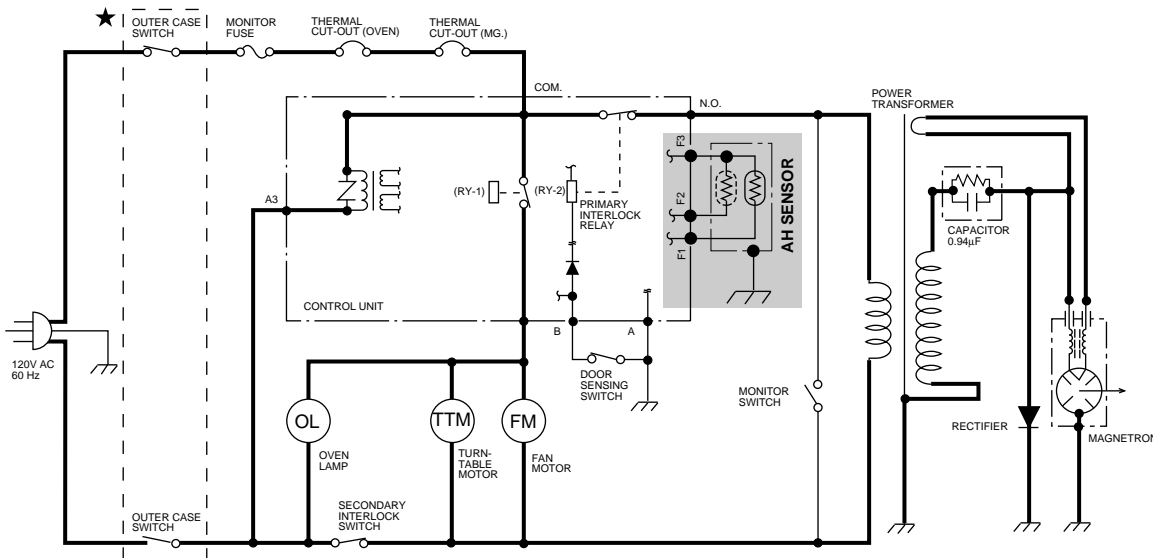 ★
OUTER CASE
SWITCH
MONITOR
FUSE
THERMAL
CUT-OUT (OVEN)
THERMAL
CUT-OUT (MG.)
COM.
N.O.
POWER
TRANSFORMER
F3
F2
F1
AH SENSOR
A3
(RY-1)
(RY-2)
PRIMARY
INTERLOCK
RELAY
CAPACITOR
0.94µF
CONTROL UNIT
B
A
120V AC
60 Hz
DOOR
SENSING
SWITCH
MONITOR
SWITCH
OL
TTM
FM
OVEN
LAMP
TURN-
TABLE
MOTOR
FAN
MOTOR
RECTIFIER
MAGNETRON
OUTER CASE
SWITCH
SECONDARY
INTERLOCK
SWITCH